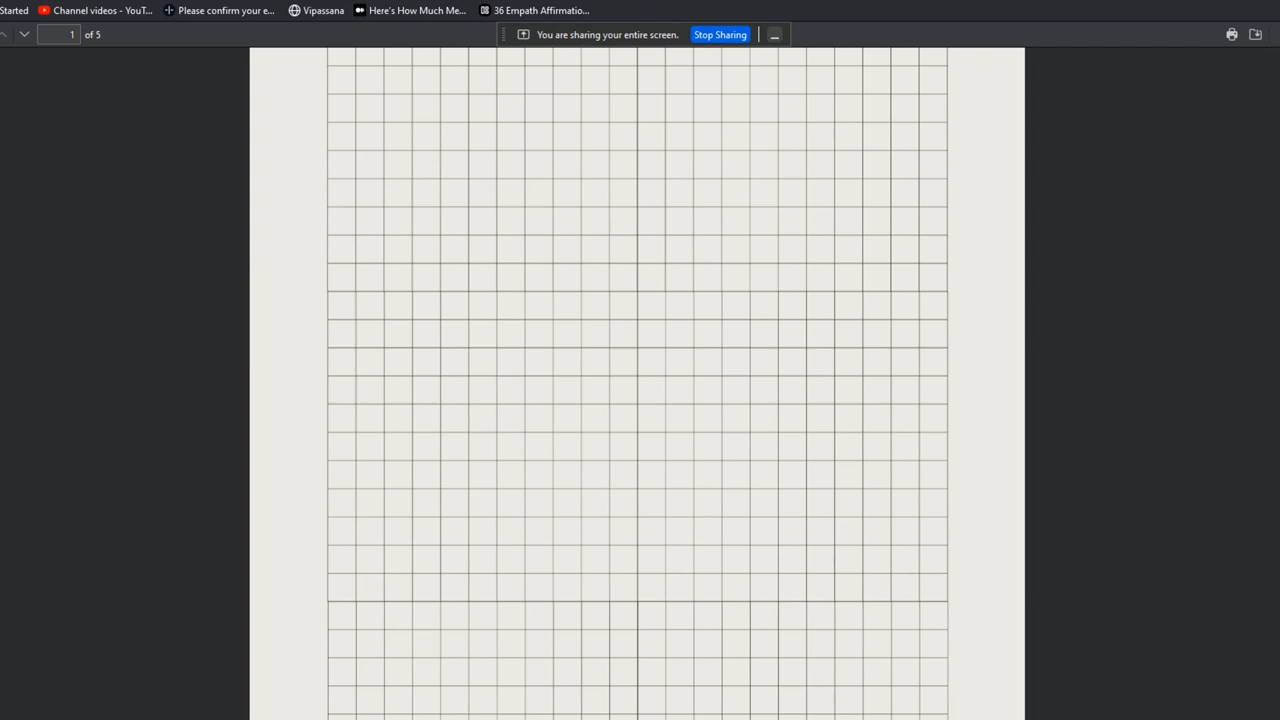 Started Channel videos - YouT... Please confirm your e... Vipassana Here's How Much Me... 36 Empath Affirmatio...
1 of 5 You are sharing your entire screen. Stop Sharing